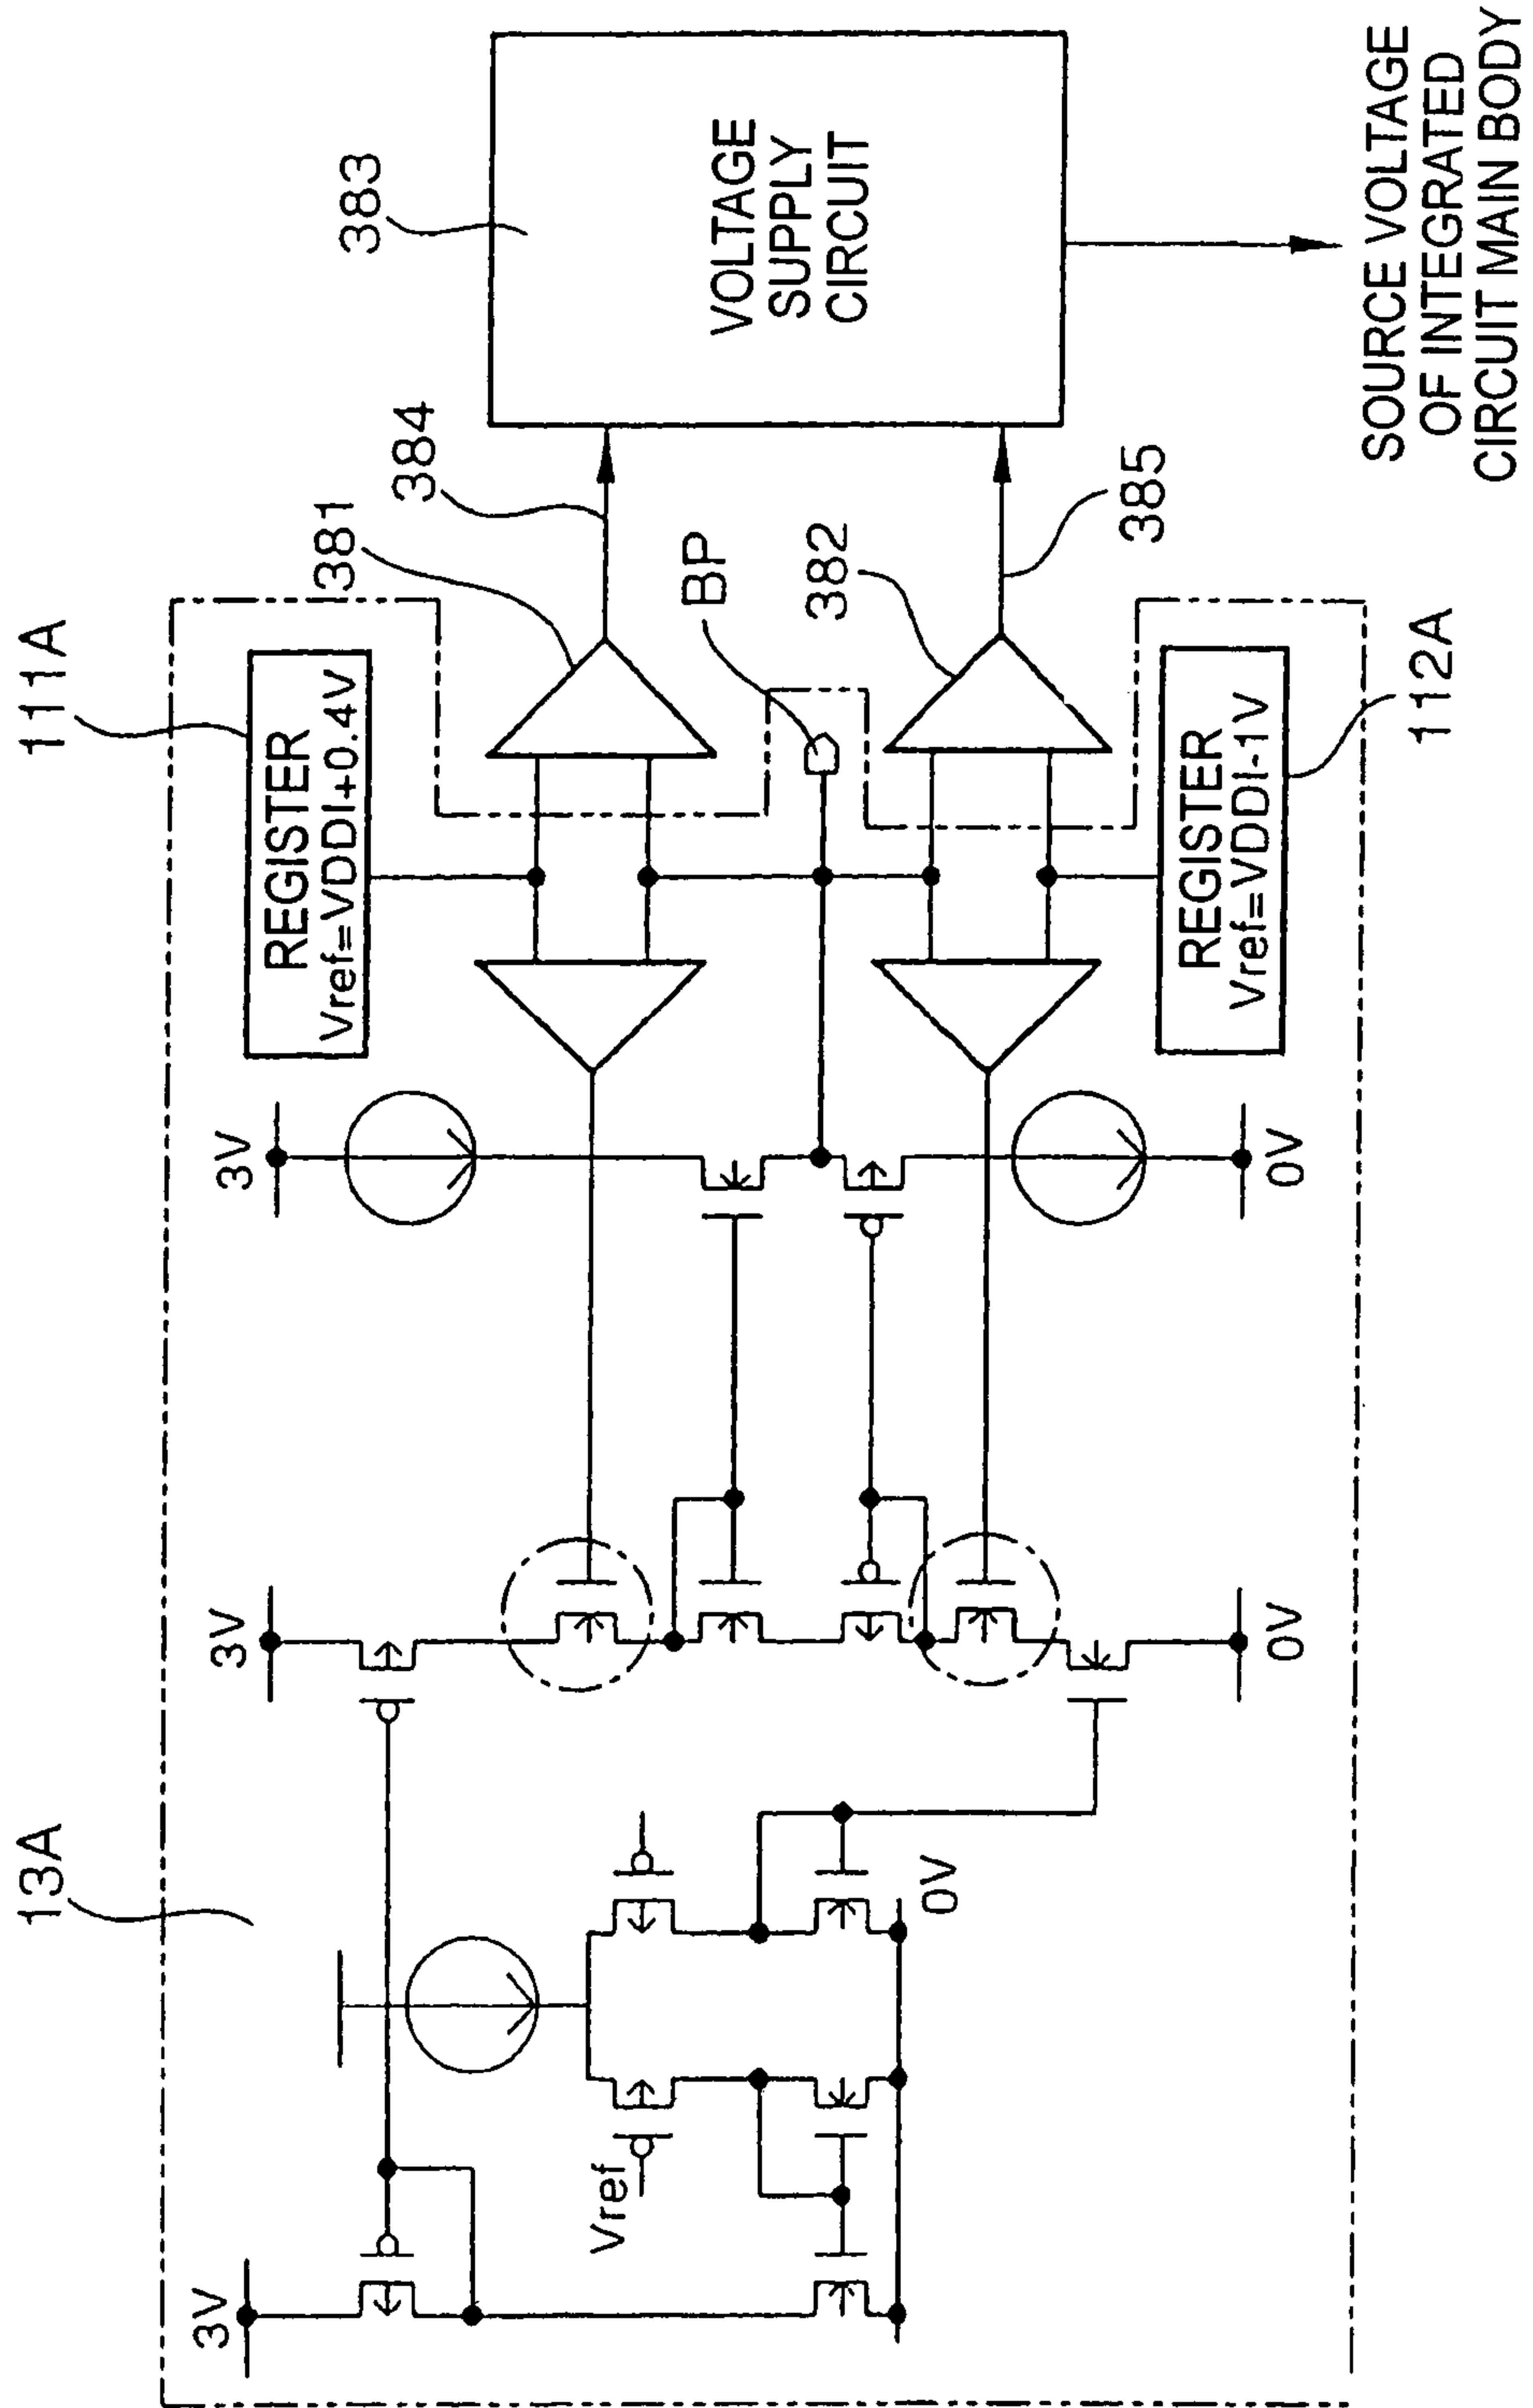 13A
111A
REGISTER
Vref=VDDI+0.4V
381
384
383
3V
3V
3V
BP
VOLTAGE
SUPPLY
CIRCUIT
Vref
382
385
0V
0V
0V
REGISTER
Vref=VDDI-1V
112A
SOURCE VOLTAGE
OF INTEGRATED
CIRCUIT MAIN BODY